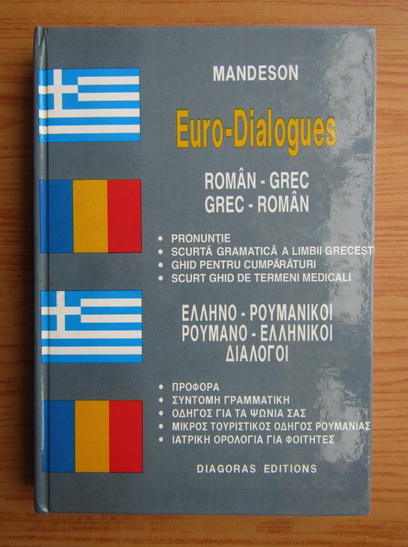 MANDESON
Euro-Dialogues
ROMÂN - GREC
GREC - ROMÂN
• PRONUNŢIE
• SCURTĂ GRAMATICĂ A LIMBII GRECEŞTI
• GHID PENTRU CUMPĂRĂTURI
• SCURT GHID DE TERMENI MEDICALI
ΕΛΛΗΝΟ - ΡΟΥΜΑΝΙΚΟΙ
ΡΟΥΜΑΝΟ - ΕΛΛΗΝΙΚΟΙ
ΔΙΑΛΟΓΟΙ
• ΠΡΟΦΟΡΑ
• ΣΥΝΤΟΜΗ ΓΡΑΜΜΑΤΙΚΗ
• ΟΔΗΓΟΣ ΓΙΑ ΤΑ ΨΩΝΙΑ ΣΑΣ
• ΜΙΚΡΟΣ ΤΟΥΡΙΣΤΙΚΟΣ ΟΔΗΓΟΣ ΡΟΥΜΑΝΙΑΣ
• ΙΑΤΡΙΚΗ ΟΡΟΛΟΓΙΑ ΓΙΑ ΦΟΙΤΗΤΕΣ
DIAGORAS EDITIONS